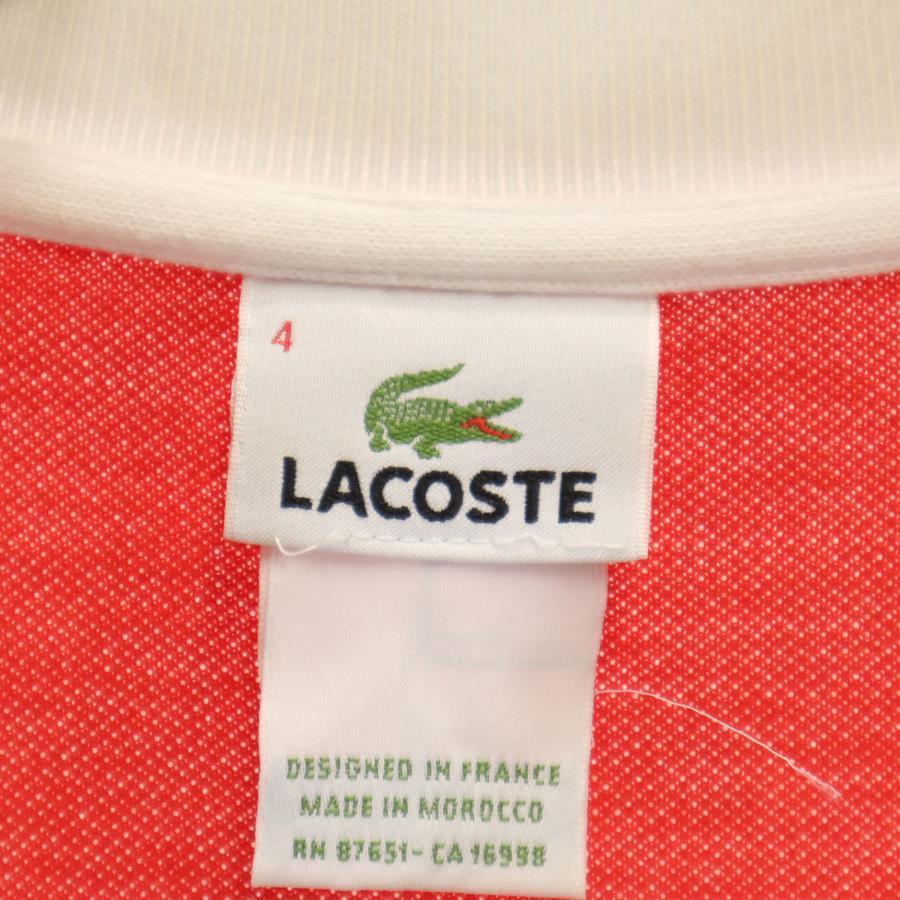 4
LACOSTE
DESIGNED IN FRANCE
MADE IN MOROCCO
RN 87651-CA 16998